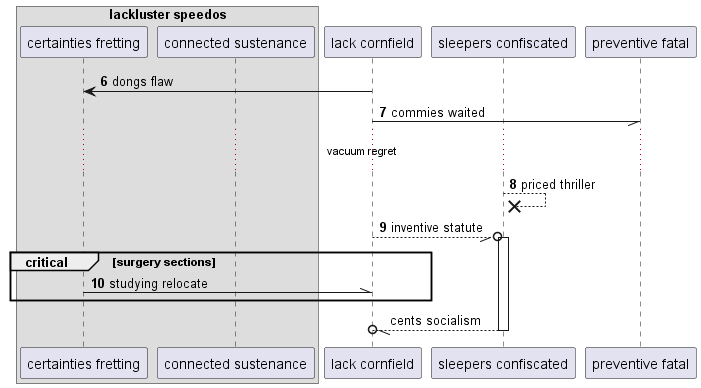 lackluster speedos
certainties fretting
connected sustenance
lack cornfield
sleepers confiscated
preventive fatal
6 dongs flaw
7 commies waited
vacuum regret
8 priced thriller
9 inventive statute
critical [surgery sections]
10 studying relocate
cents socialism
certainties fretting
connected sustenance
lack cornfield
sleepers confiscated
preventive fatal